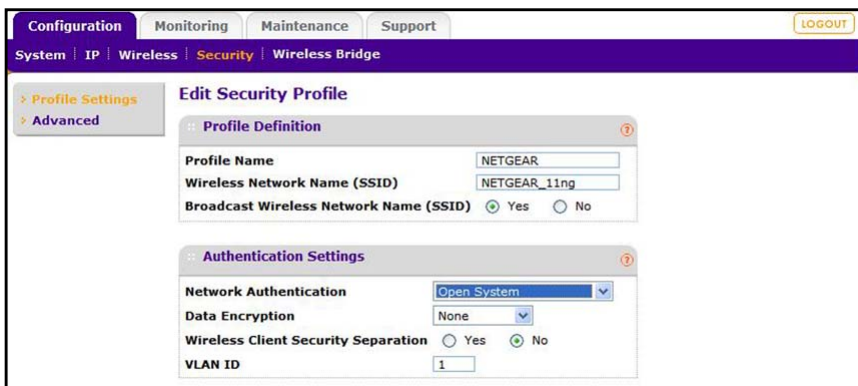 Configuration Monitoring Maintenance Support LOGOUT
System IP Wireless Security Wireless Bridge
Profile Settings
Advanced
Edit Security Profile
Profile Definition ?
Profile Name NETGEAR
Wireless Network Name (SSID) NETGEAR_11ng
Broadcast Wireless Network Name (SSID) Yes No
Authentication Settings ?
Network Authentication Open System
Data Encryption None
Wireless Client Security Separation Yes No
VLAN ID 1